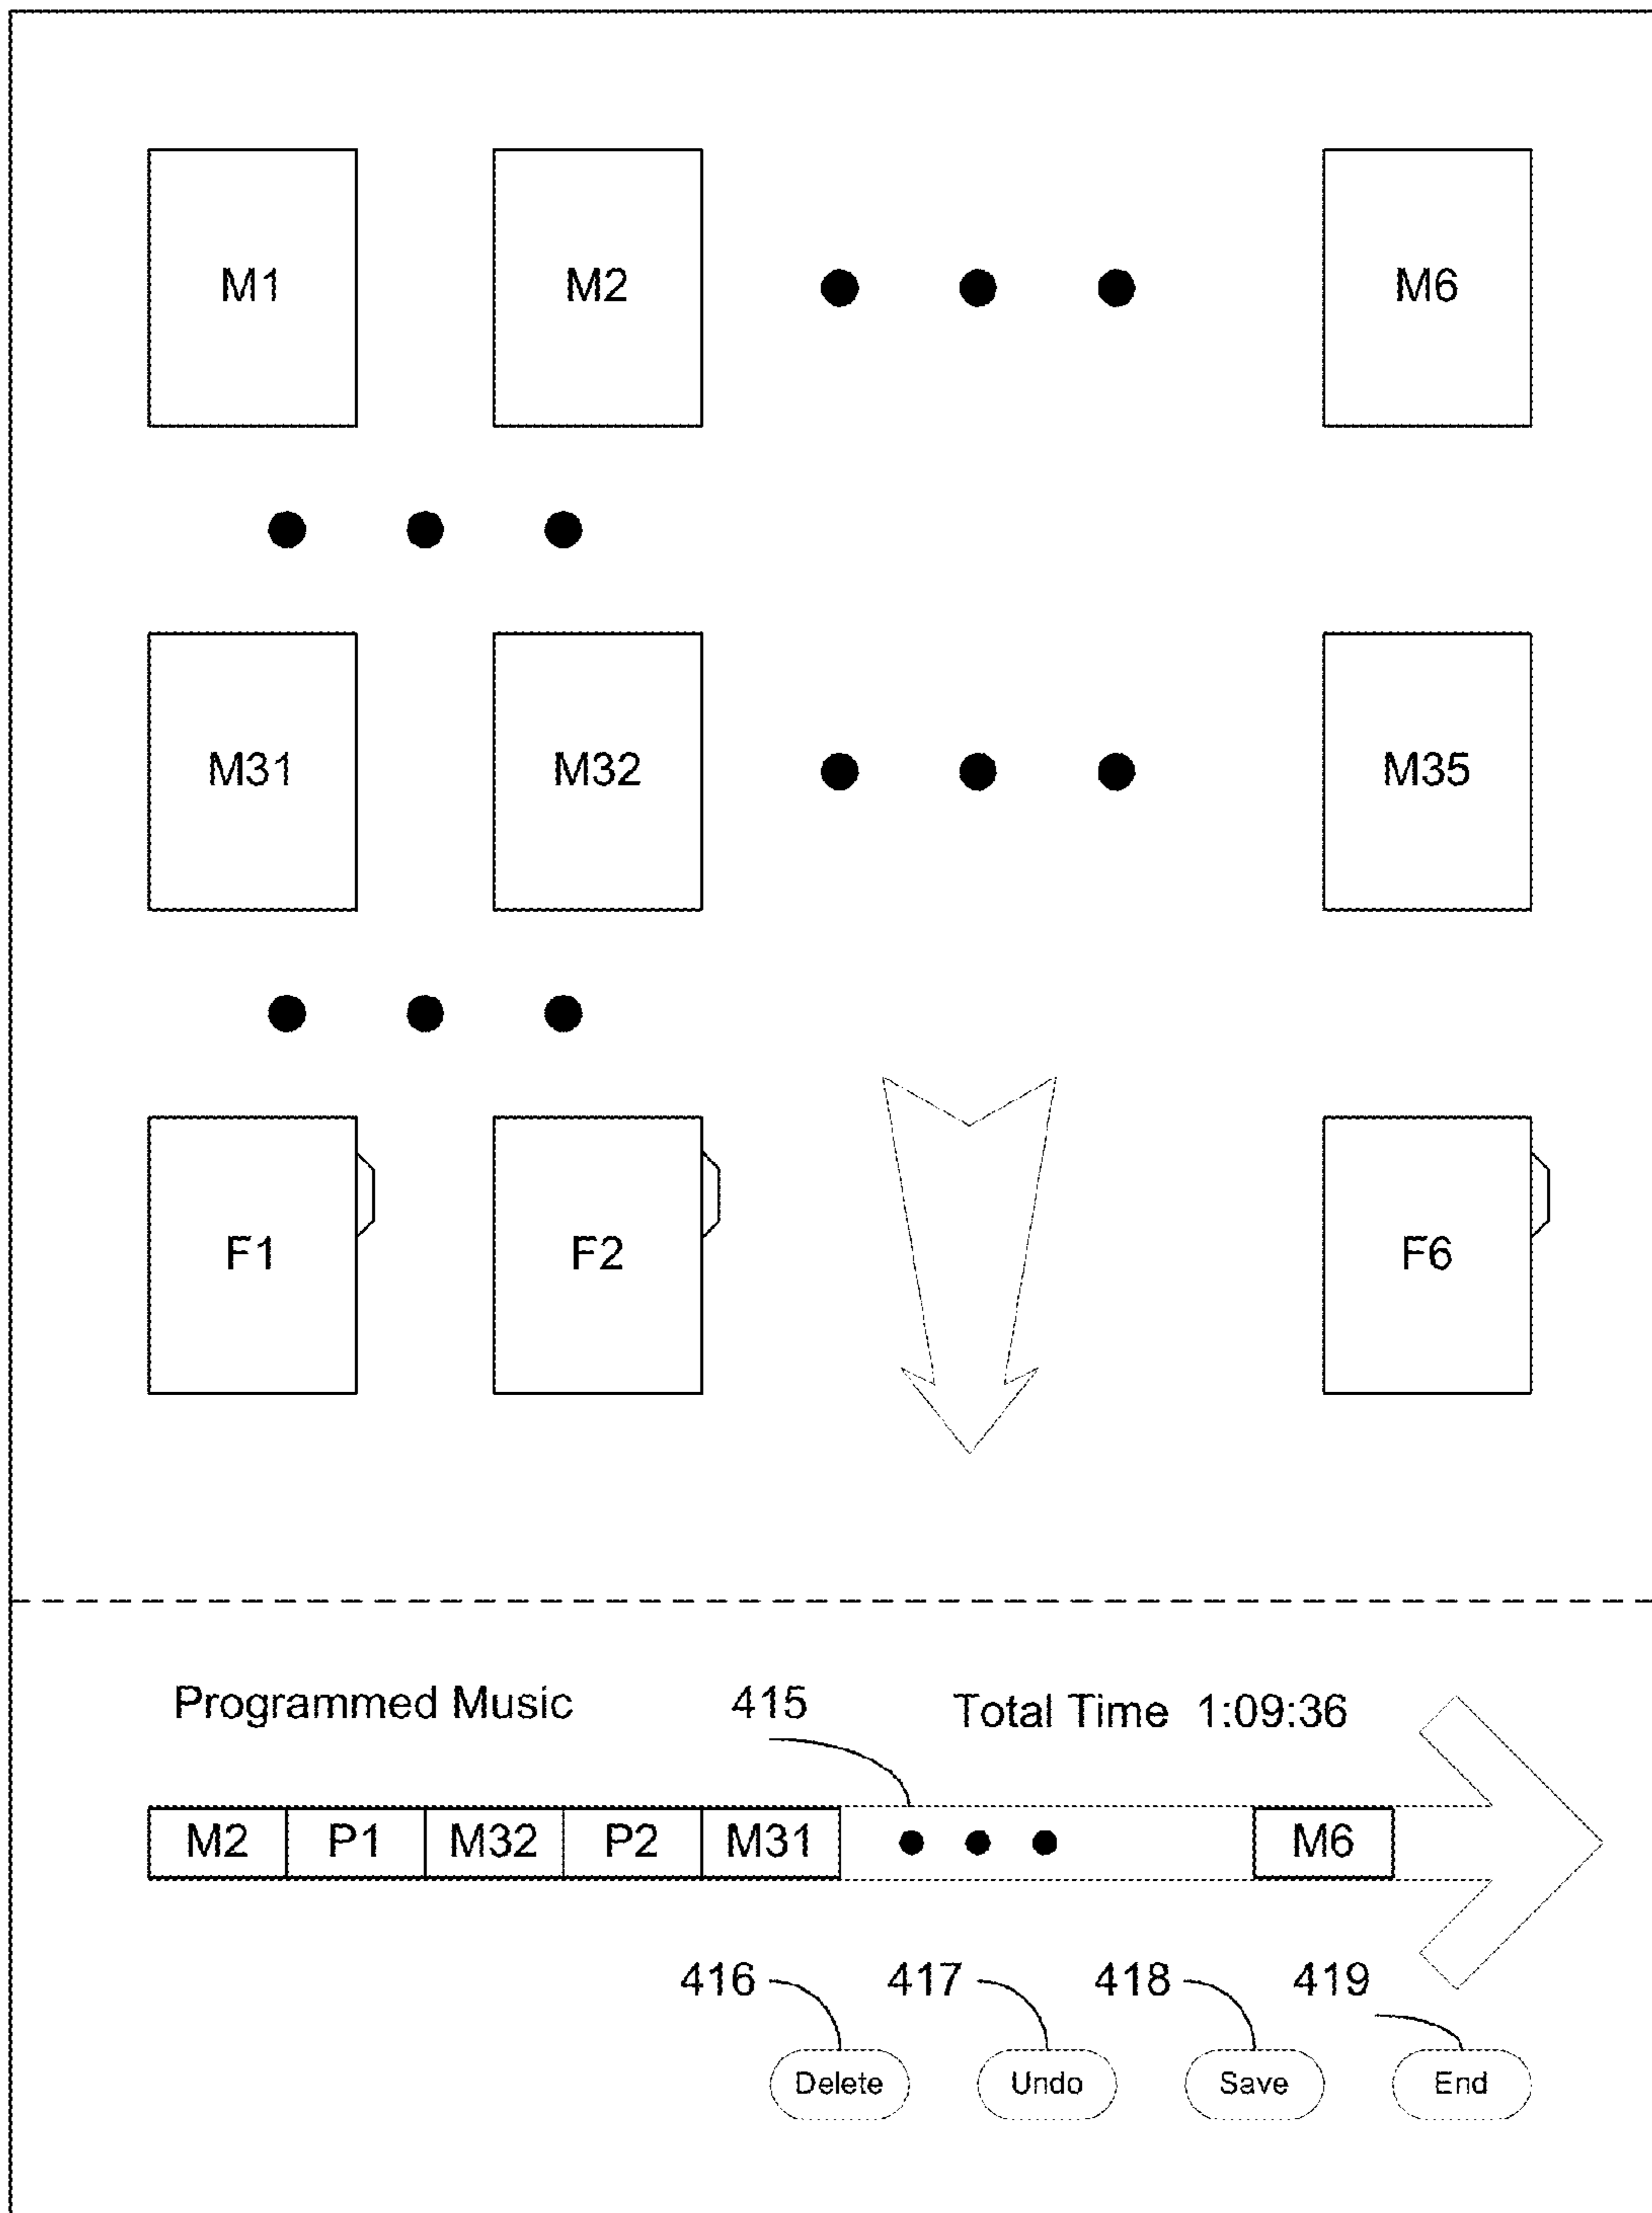 M1 M2 M6
M31 M32 M35
F1 F2 F6
Programmed Music 415 Total Time 1:09:36
M2 P1 M32 P2 M31 M6
416 417 418 419
Delete Undo Save End